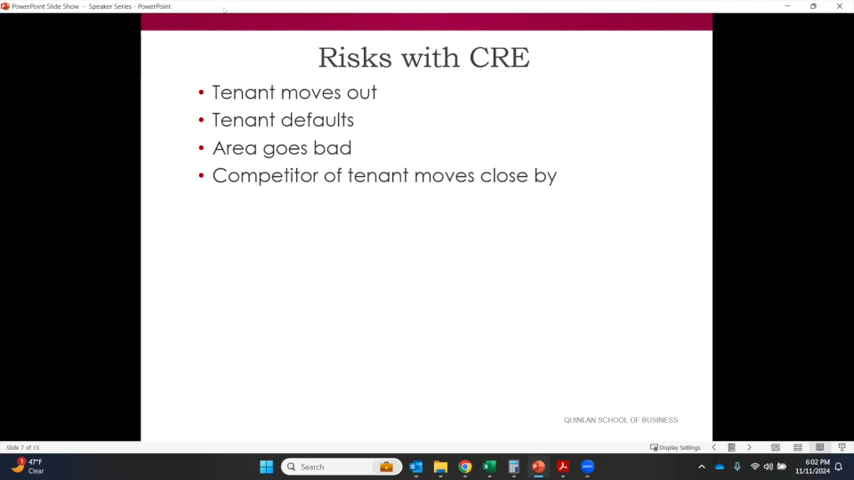 PowerPoint Slide Show - Speaker Series - PowerPoint
Risks with CRE
• Tenant moves out
• Tenant defaults
• Area goes bad
• Competitor of tenant moves close by
QUINLAN SCHOOL OF BUSINESS
Slide 7 of 13
Display Settings
1
47°F
Clear
Search
6:02 PM
11/11/2024